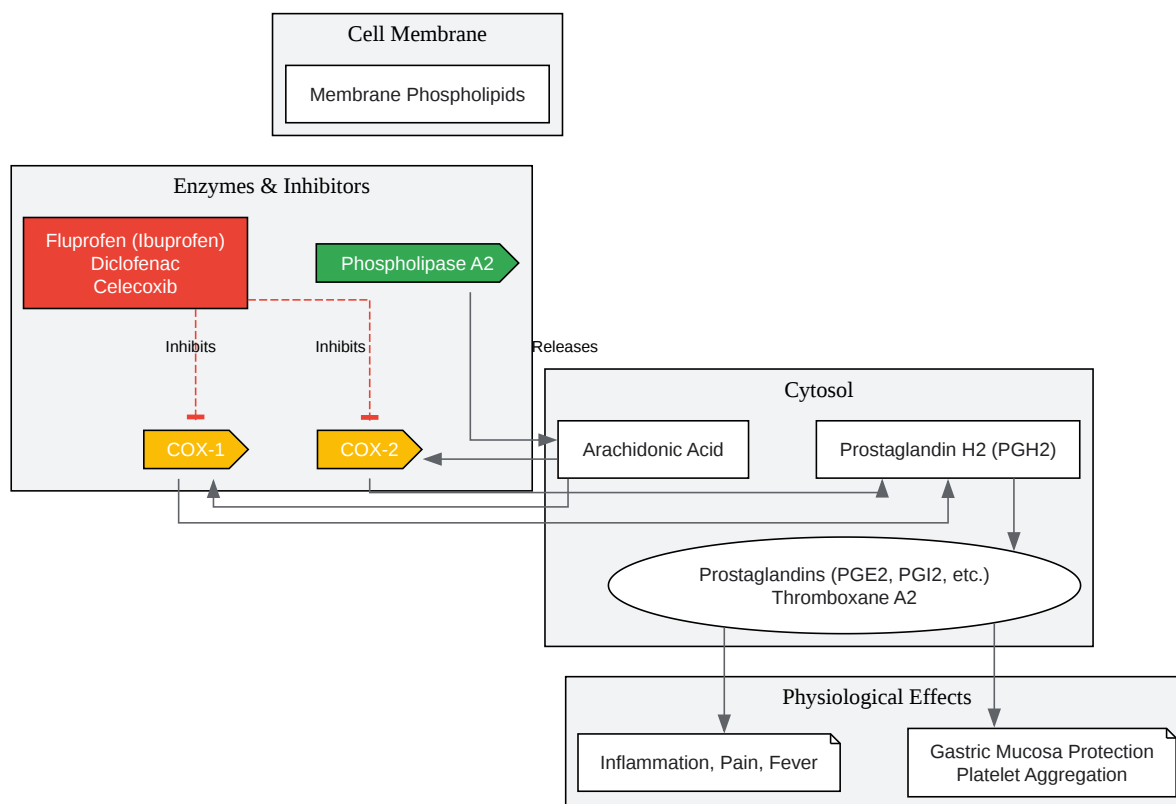 Cell Membrane
Membrane Phospholipids
Enzymes & Inhibitors
Fluprofen (Ibuprofen)
Diclofenac
Celecoxib
Phospholipase A2
Inhibits
Inhibits
Releases
COX-1
COX-2
Cytosol
Arachidonic Acid
Prostaglandin H2 (PGH2)
Prostaglandins (PGE2, PGI2, etc.)
Thromboxane A2
Physiological Effects
Inflammation, Pain, Fever
Gastric Mucosa Protection
Platelet Aggregation